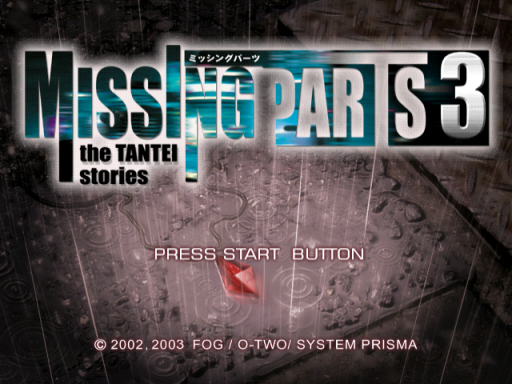 ミッシングパーツ
MISSING PARTS 3
the TANTEI
stories
PRESS START BUTTON
© 2002, 2003 FOG / O-TWO/ SYSTEM PRISMA